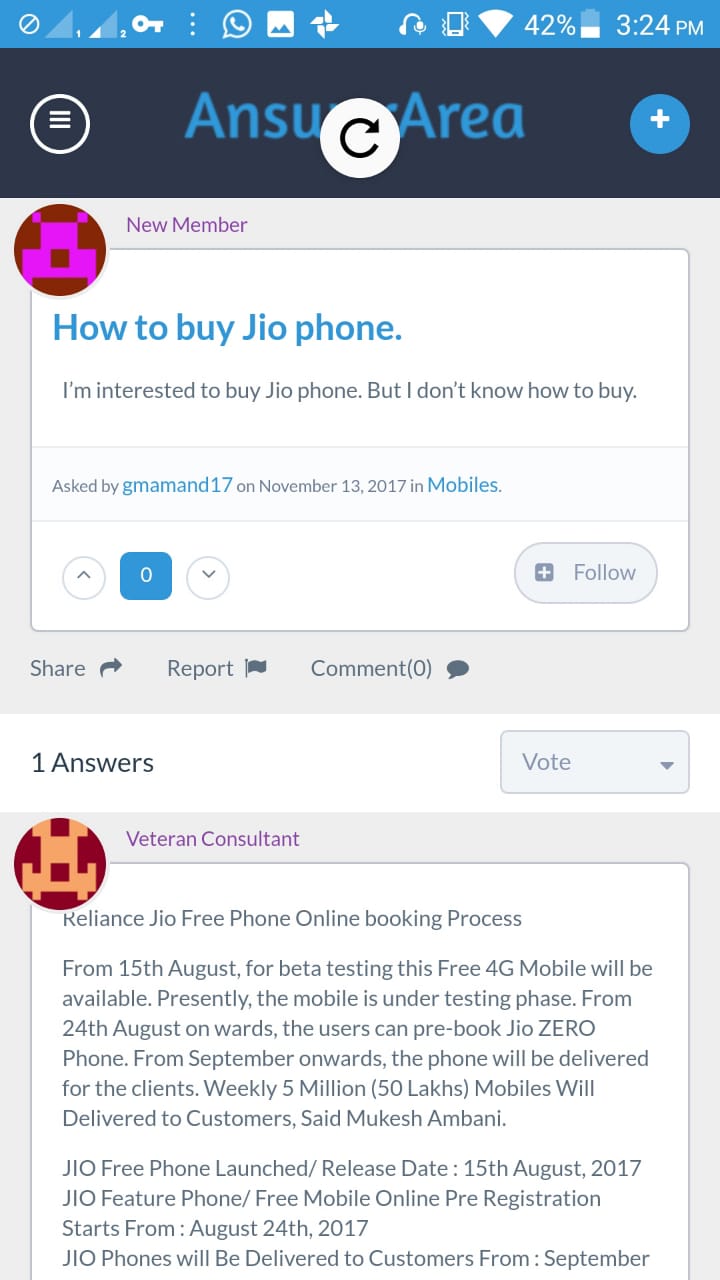 1 2 42% 3:24 PM
Area
New Member
How to buy Jio phone.
I'm interested to buy Jio phone. But I don't know how to buy.
Asked by gmamand17 on November 13, 2017 in Mobiles.
0 Follow
Share Report Comment(0)
1 Answers Vote
Veteran Consultant
Reliance Jio Free Phone Online booking Process
From 15th August, for beta testing this Free 4G Mobile will be
available. Presently, the mobile is under testing phase. From
24th August on wards, the users can pre-book Jio ZERO
Phone. From September onwards, the phone will be delivered
for the clients. Weekly 5 Million (50 Lakhs) Mobiles Will
Delivered to Customers, Said Mukesh Ambani.
JIO Free Phone Launched/ Release Date : 15th August, 2017
JIO Feature Phone/ Free Mobile Online Pre Registration
Starts From : August 24th, 2017
JIO Phones will Be Delivered to Customers From : September